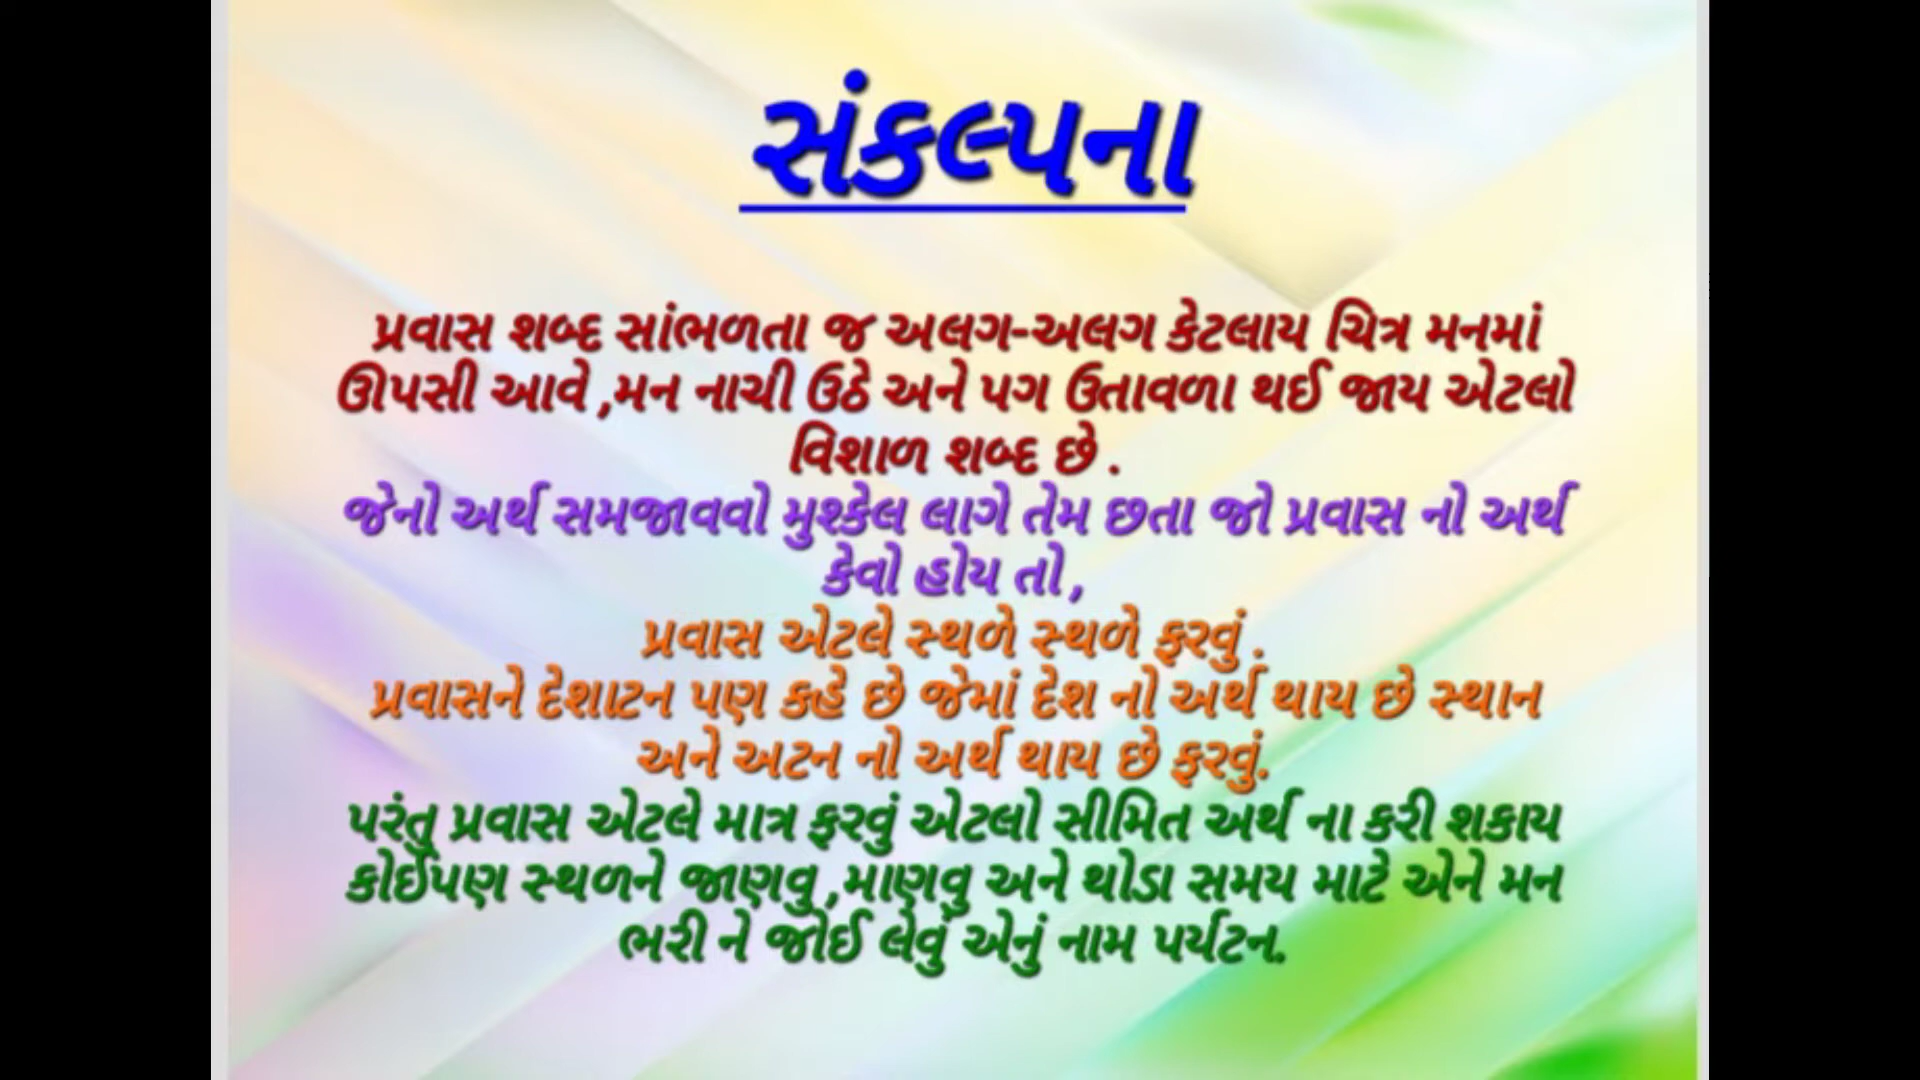 સંકલ્પના
પ્રવાસ શબ્દ સાંભળતા જ અલગ-અલગ કેટલાય ચિત્ર મનમાં
ઊપસી આવે ,મન નાચી ઉઠે અને પગ ઉતાવળા થઈ જાય એટલો
વિશાળ શબ્દ છે .
જેનો અર્થ સમજાવવો મુશ્કેલ લાગે તેમ છતા જો પ્રવાસ નો અર્થ
કેવો હોય તો ,
પ્રવાસ એટલે સ્થળે સ્થળે ફરવું .
પ્રવાસને દેશાટન પણ કહે છે જેમાં દેશ નો અર્થ થાય છે સ્થાન
અને અટન નો અર્થ થાય છે ફરવું.
પરંતુ પ્રવાસ એટલે માત્ર ફરવું એટલો સીમિત અર્થ ના કરી શકાય
કોઈપણ સ્થળને જાણવુ ,માણવુ અને થોડા સમય માટે એને મન
ભરી ને જોઈ લેવું એનું નામ પર્યટન.